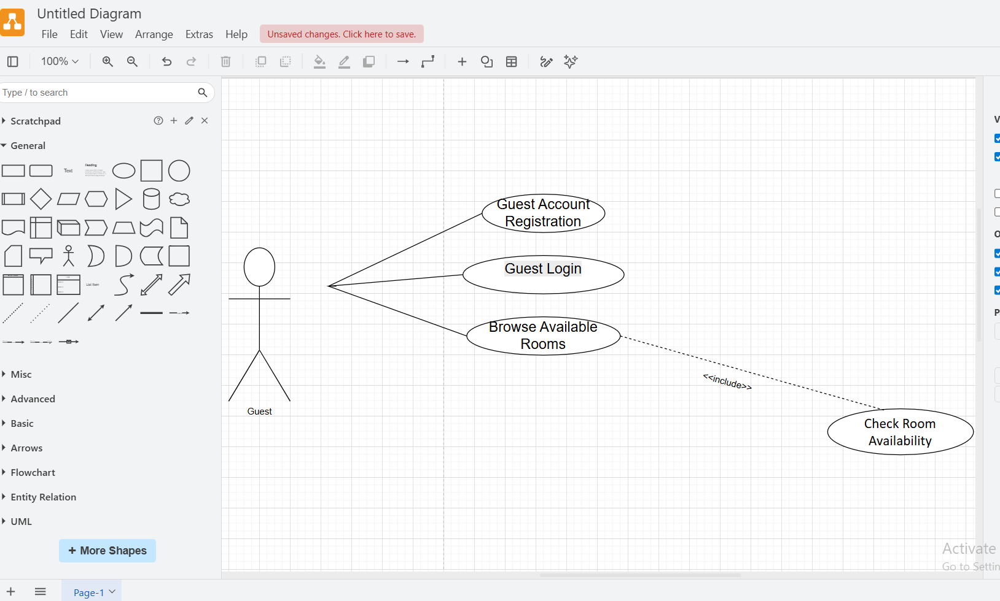 Untitled Diagram
File Edit View Arrange Extras Help Unsaved changes. Click here to save.
100%
Type / to search
Scratchpad
General
Text
Heading
List Item
Misc
Advanced
Basic
Arrows
Flowchart
Entity Relation
UML
+ More Shapes
Guest Account
Registration
Guest Login
Browse Available
Rooms
<<include>>
Guest
Check Room
Availability
V
O
P
Activate
Go to Settin
Page-1